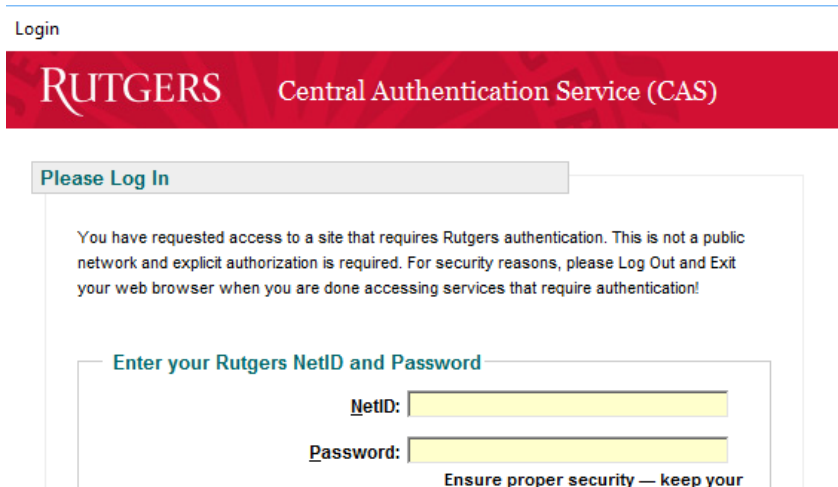 Login
RUTGERS Central Authentication Service (CAS)
Please Log In
You have requested access to a site that requires Rutgers authentication. This is not a public
network and explicit authorization is required. For security reasons, please Log Out and Exit
your web browser when you are done accessing services that require authentication!
Enter your Rutgers NetID and Password
NetID:
Password:
Ensure proper security — keep your